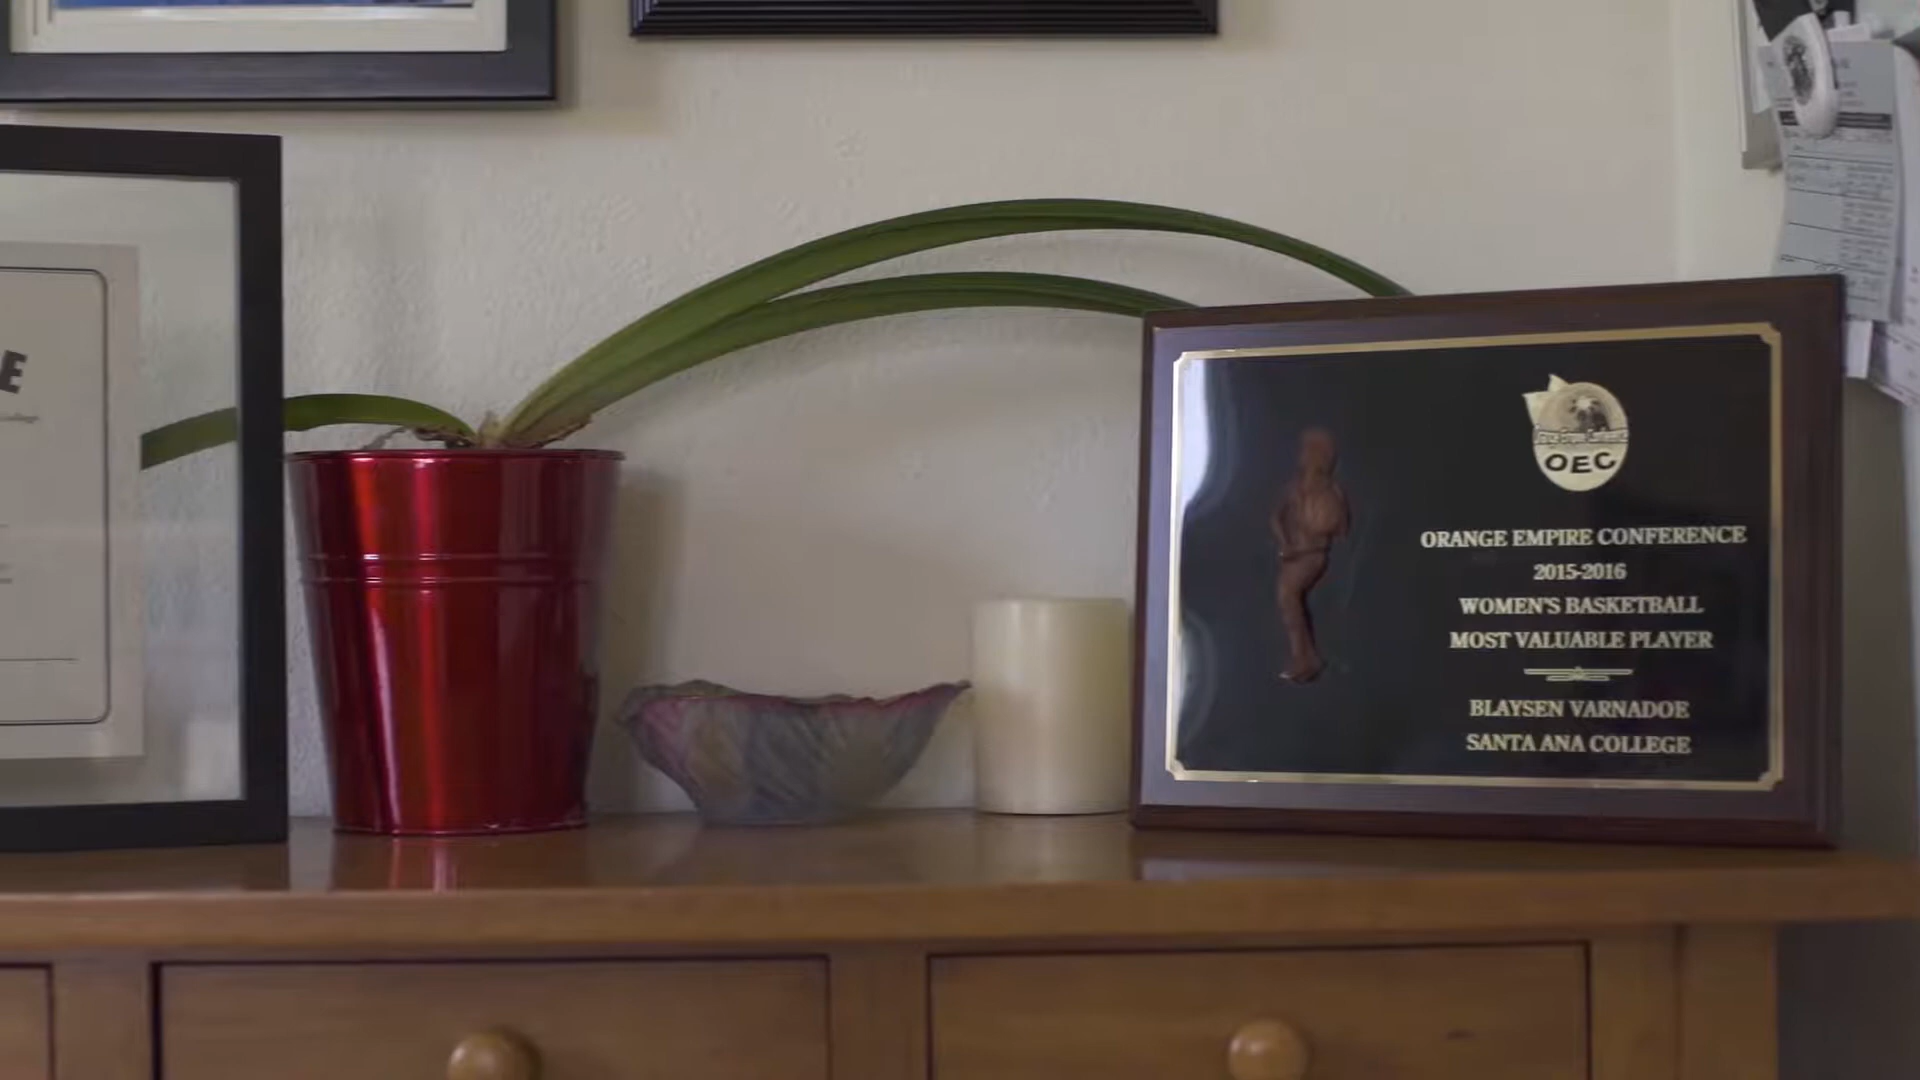 E
OEC
ORANGE EMPIRE CONFERENCE
2015-2016
WOMEN'S BASKETBALL
MOST VALUABLE PLAYER
BLAYSEN VARNADOE
SANTA ANA COLLEGE